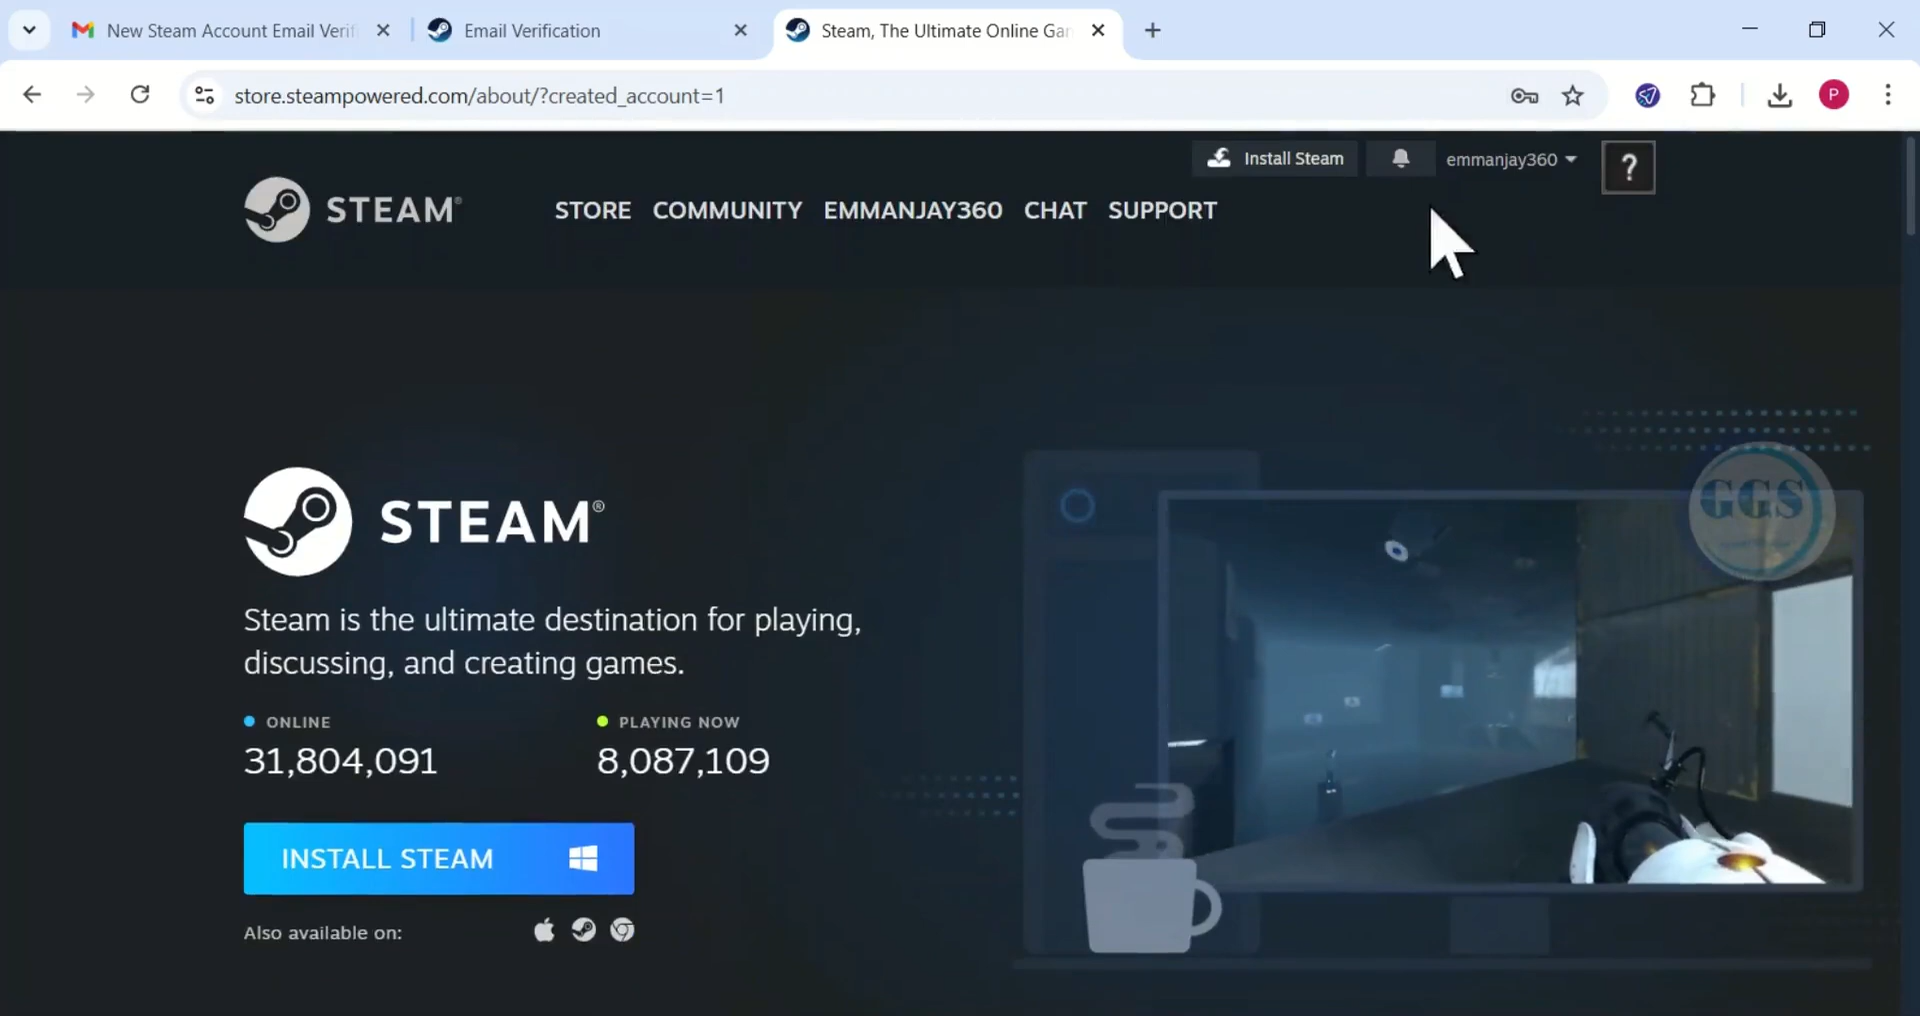 New Steam Account Email Verif
Email Verification
Steam, The Ultimate Online Gam
store.steampowered.com/about/?created_account=1
P
Install Steam
emmanjay360
?
STEAM®
STORE
COMMUNITY
EMMANJAY360
CHAT
SUPPORT
STEAM®
Steam is the ultimate destination for playing,
discussing, and creating games.
ONLINE
PLAYING NOW
31,804,091
8,087,109
INSTALL STEAM
Also available on:
GGS